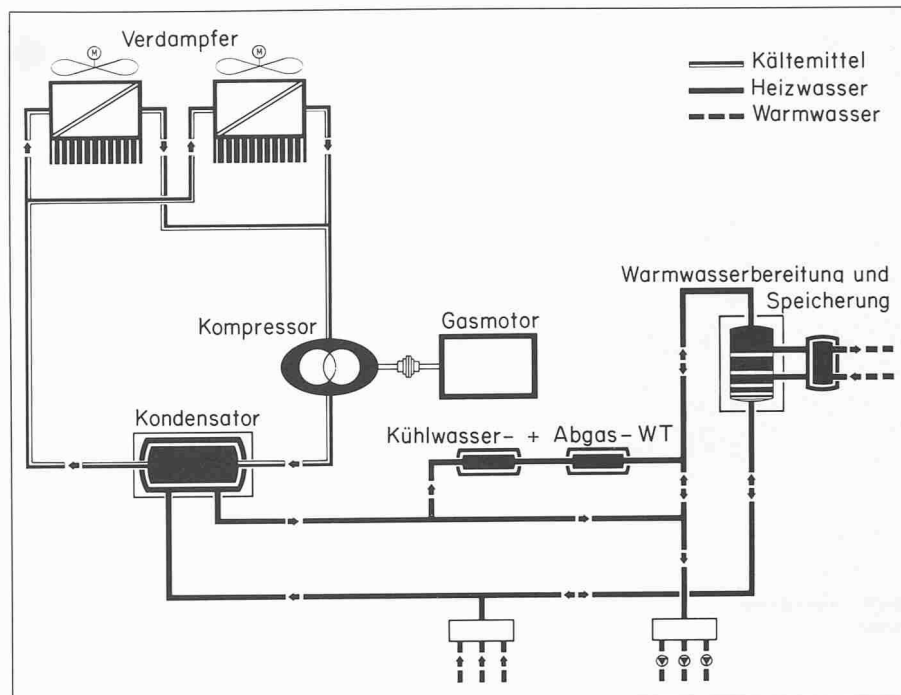 Verdampfer
M
M
Kältemittel
Heizwasser
Warmwasser
Warmwasserbereitung und
Speicherung
Kompressor
Gasmotor
Kondensator
Kühlwasser- + Abgas-WT